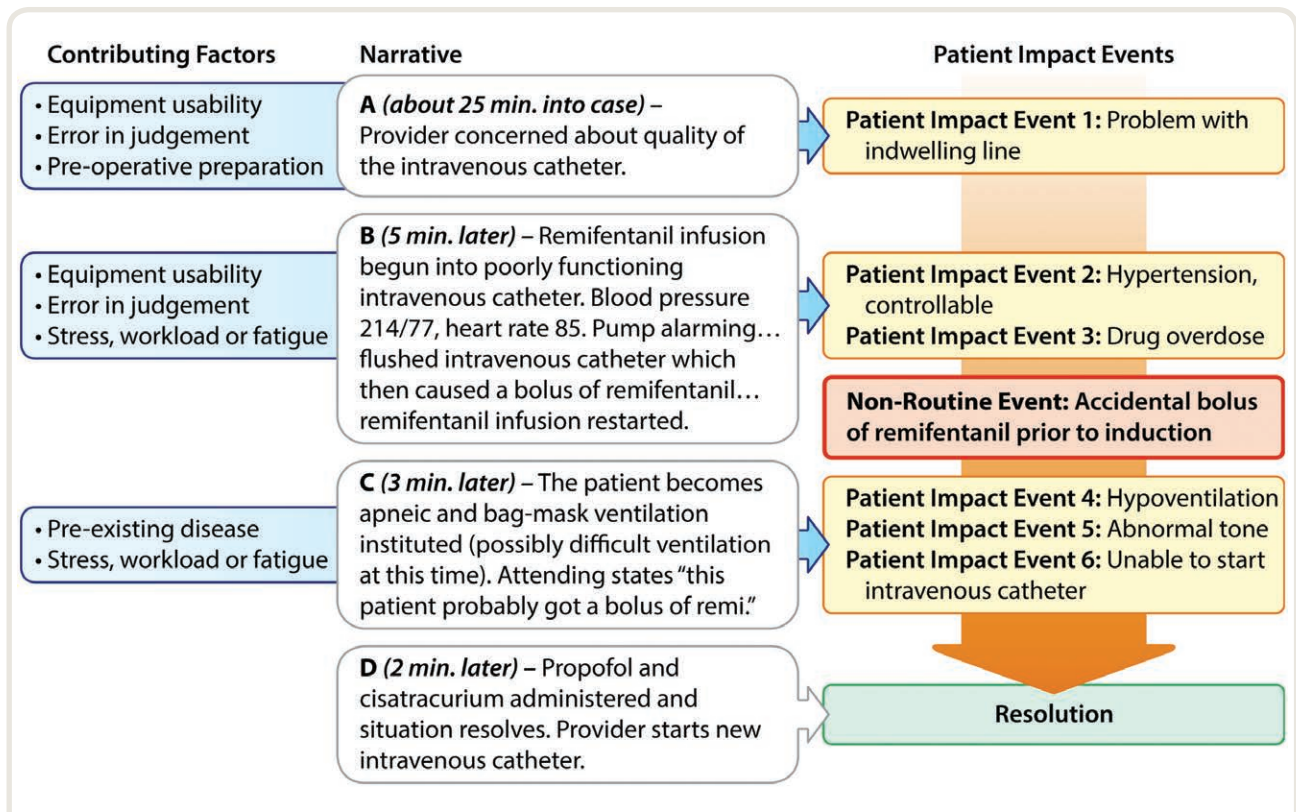 Contributing Factors
Narrative
Patient Impact Events
• Equipment usability
• Error in judgement
• Pre-operative preparation
A (about 25 min. into case) –
Provider concerned about quality of
the intravenous catheter.
Patient Impact Event 1: Problem with
indwelling line
• Equipment usability
• Error in judgement
• Stress, workload or fatigue
B (5 min. later) – Remifentanil infusion
begun into poorly functioning
intravenous catheter. Blood pressure
214/77, heart rate 85. Pump alarming…
flushed intravenous catheter which
then caused a bolus of remifentanil…
remifentanil infusion restarted.
Patient Impact Event 2: Hypertension,
controllable
Patient Impact Event 3: Drug overdose
Non-Routine Event: Accidental bolus
of remifentanil prior to induction
• Pre-existing disease
• Stress, workload or fatigue
C (3 min. later) – The patient becomes
apneic and bag-mask ventilation
instituted (possibly difficult ventilation
at this time). Attending states “this
patient probably got a bolus of remi.”
Patient Impact Event 4: Hypoventilation
Patient Impact Event 5: Abnormal tone
Patient Impact Event 6: Unable to start
intravenous catheter
D (2 min. later) – Propofol and
cisatracurium administered and
situation resolves. Provider starts new
intravenous catheter.
Resolution